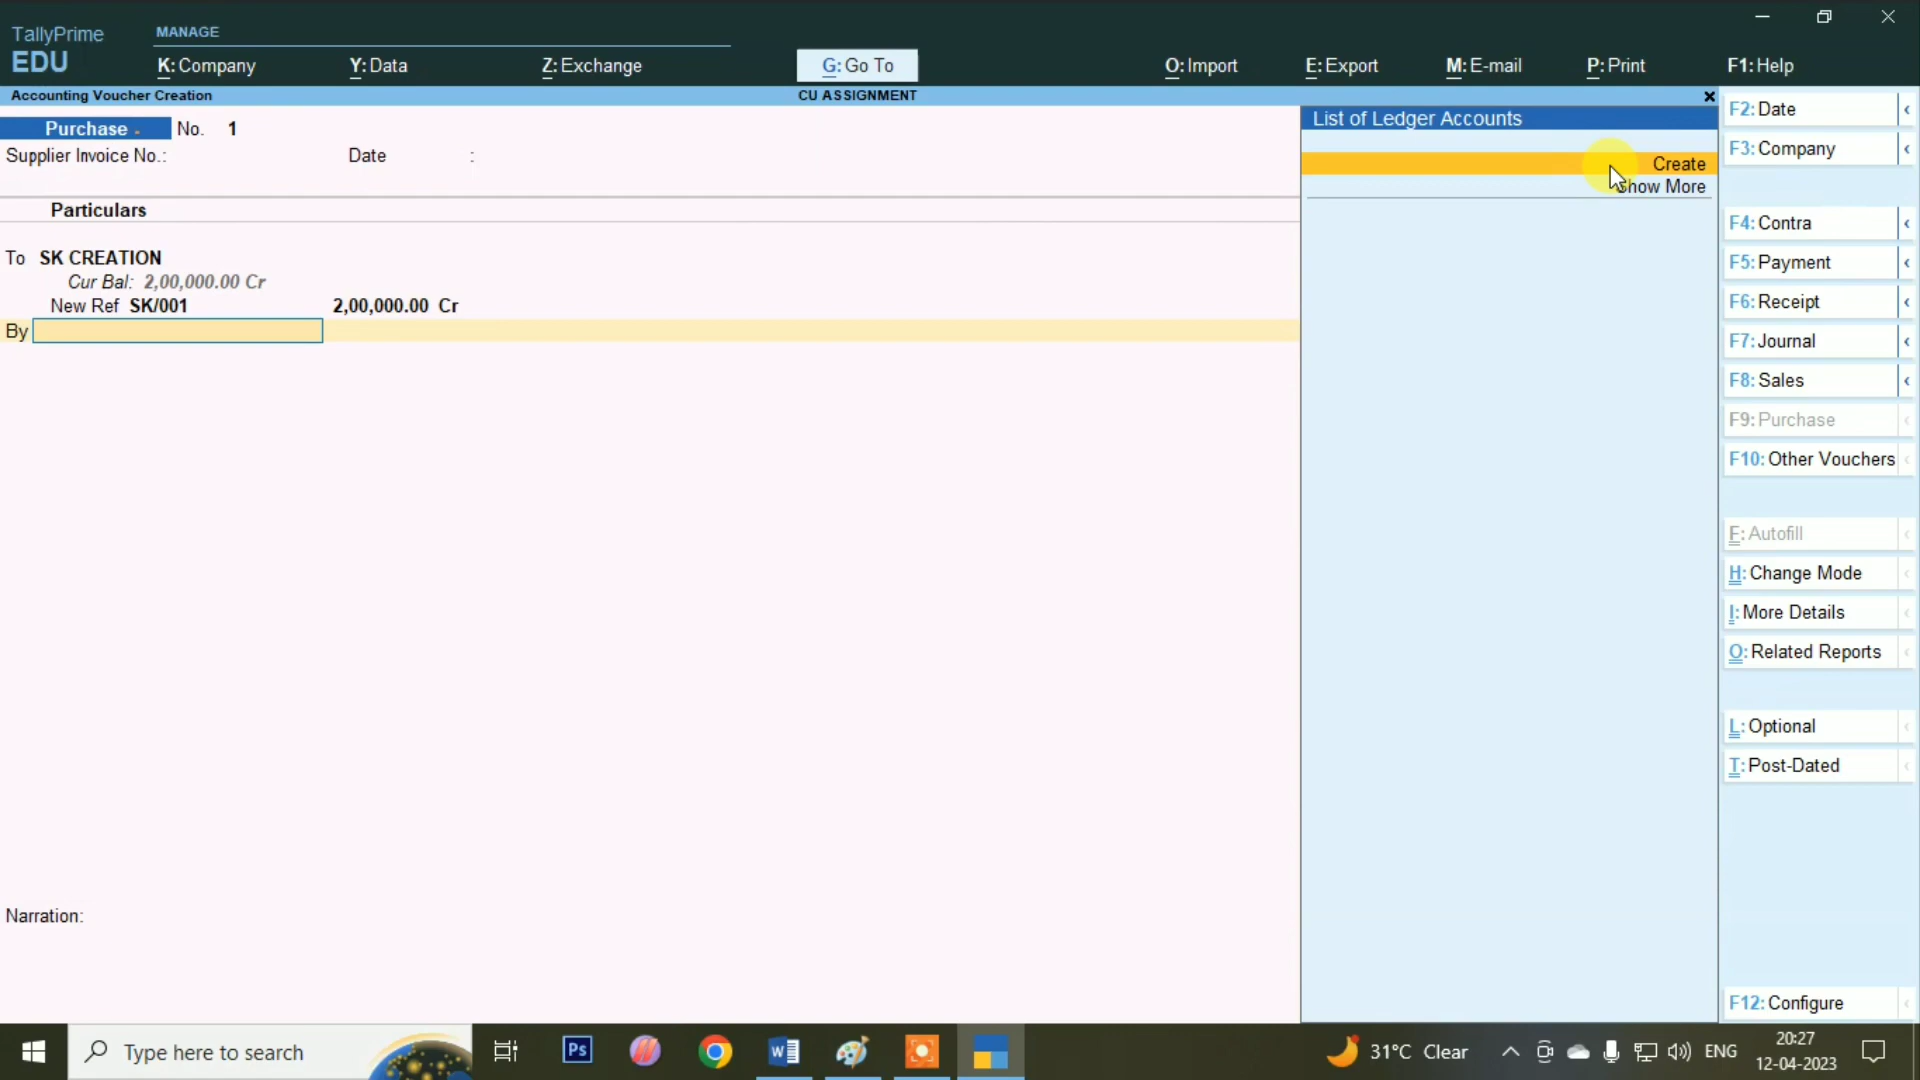 TallyPrime
EDU
MANAGE
K: Company
Y: Data
Z: Exchange
G: Go To
O: Import
E: Export
M: E-mail
P: Print
F1: Help
Accounting Voucher Creation
CU ASSIGNMENT
Purchase No. 1
Supplier Invoice No.:
Date :
Particulars
To SK CREATION
Cur Bal: 2,00,000.00 Cr
New Ref SK/001 2,00,000.00 Cr
By
Narration:
List of Ledger Accounts
Create
Show More
F2: Date
F3: Company
F4: Contra
F5: Payment
F6: Receipt
F7: Journal
F8: Sales
F9: Purchase
F10: Other Vouchers
F: Autofill
H: Change Mode
I: More Details
O: Related Reports
L: Optional
T: Post-Dated
F12: Configure
Type here to search
Ps
W
31°C Clear
ENG
20:27
12-04-2023